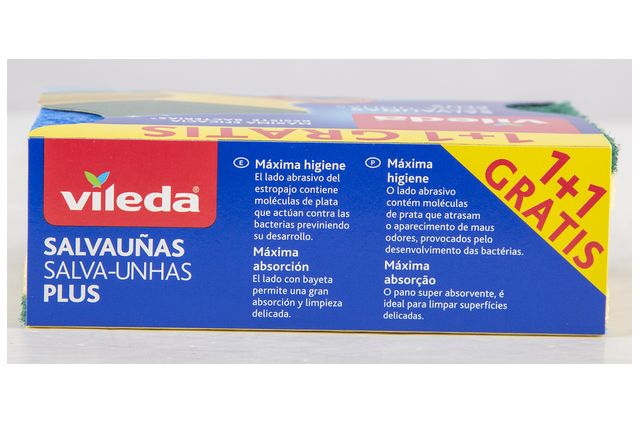 1+1 GRATIS
vileda®
SALVAUÑAS
SALVA-UNHAS
PLUS
E Máxima higiene
El lado abrasivo del
estropajo contiene
moléculas de plata
que actúan contra las
bacterias previniendo
su desarrollo.
Máxima
absorción
El lado con bayeta
permite una gran
absorción y limpieza
delicada.
P Máxima
higiene
O lado abrasivo
contém moléculas
de prata que atrasam
o aparecimento de maus
odores, provocados pelo
desenvolvimento das bactérias.
Máxima
absorção
O pano super absorvente, é
ideal para limpar superfícies
delicadas.
1+1
GRATIS